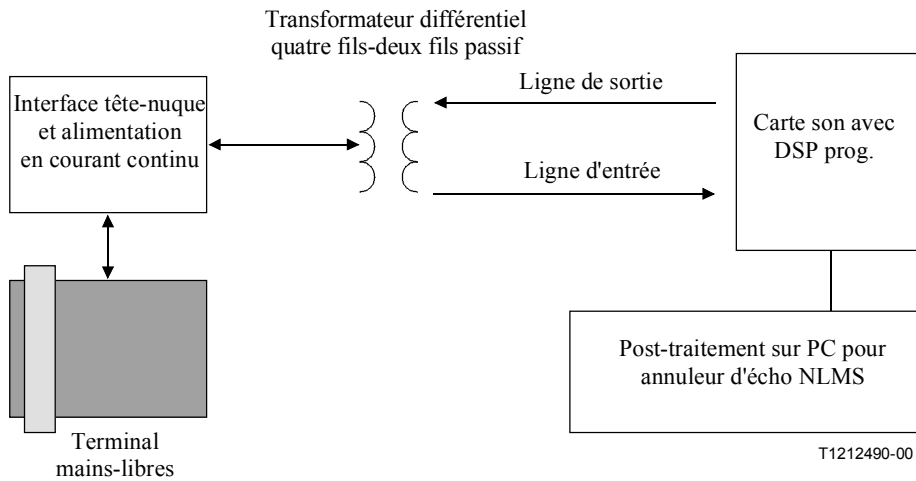 Transformateur différentiel
quatre fils-deux fils passif
Interface tête-nuque
et alimentation
en courant continu
Ligne de sortie
Ligne d'entrée
Carte son avec
DSP prog.
Post-traitement sur PC pour
annuleur d'écho NLMS
Terminal
mains-libres
T1212490-00